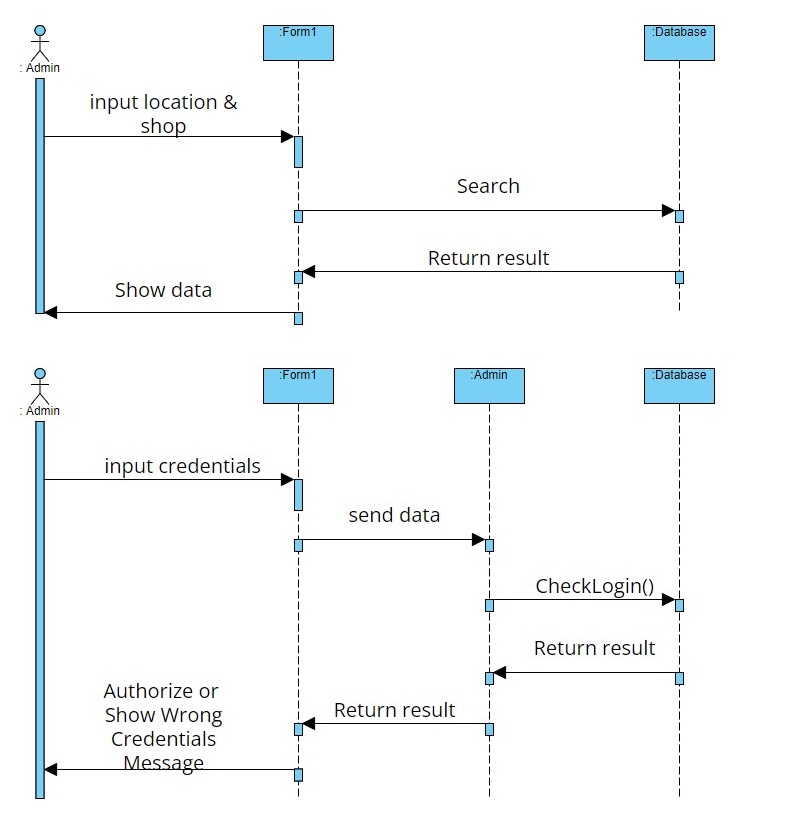 :Form1
:Database
: Admin
input location &
shop
Search
Return result
Show data
:Form1
:Admin
:Database
: Admin
input credentials
send data
CheckLogin()
Return result
Authorize or
Show Wrong
Credentials
Message
Return result